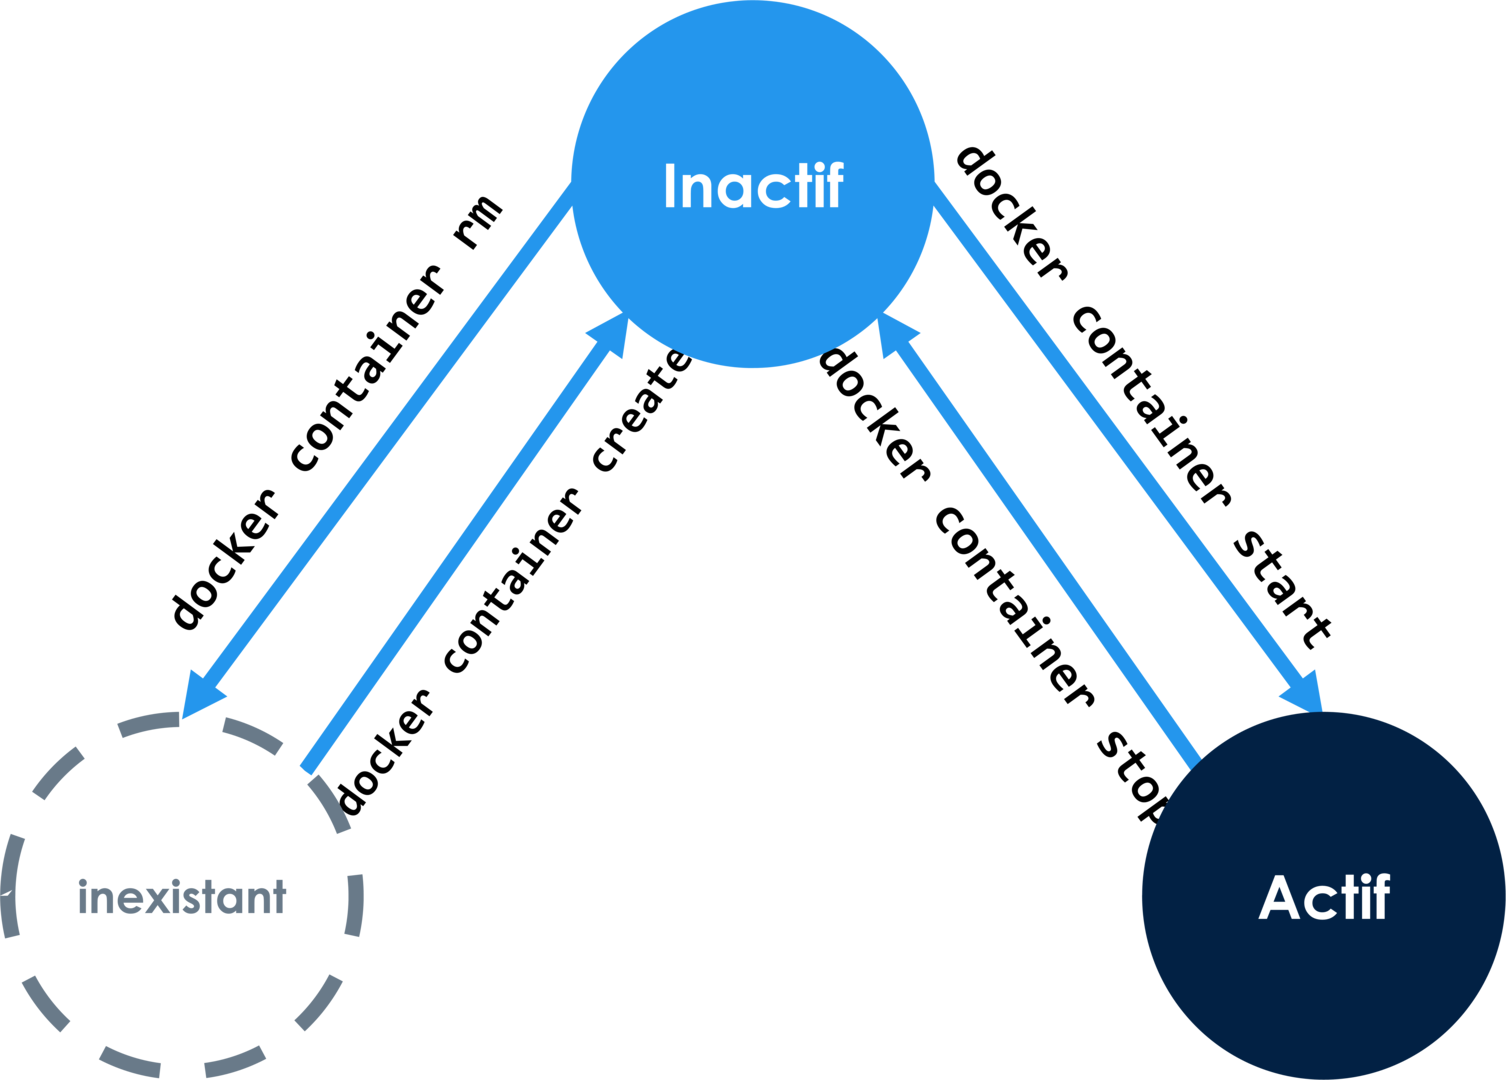 Inactif
docker container rm
docker container create
docker container stop
docker container start
inexistant
Actif